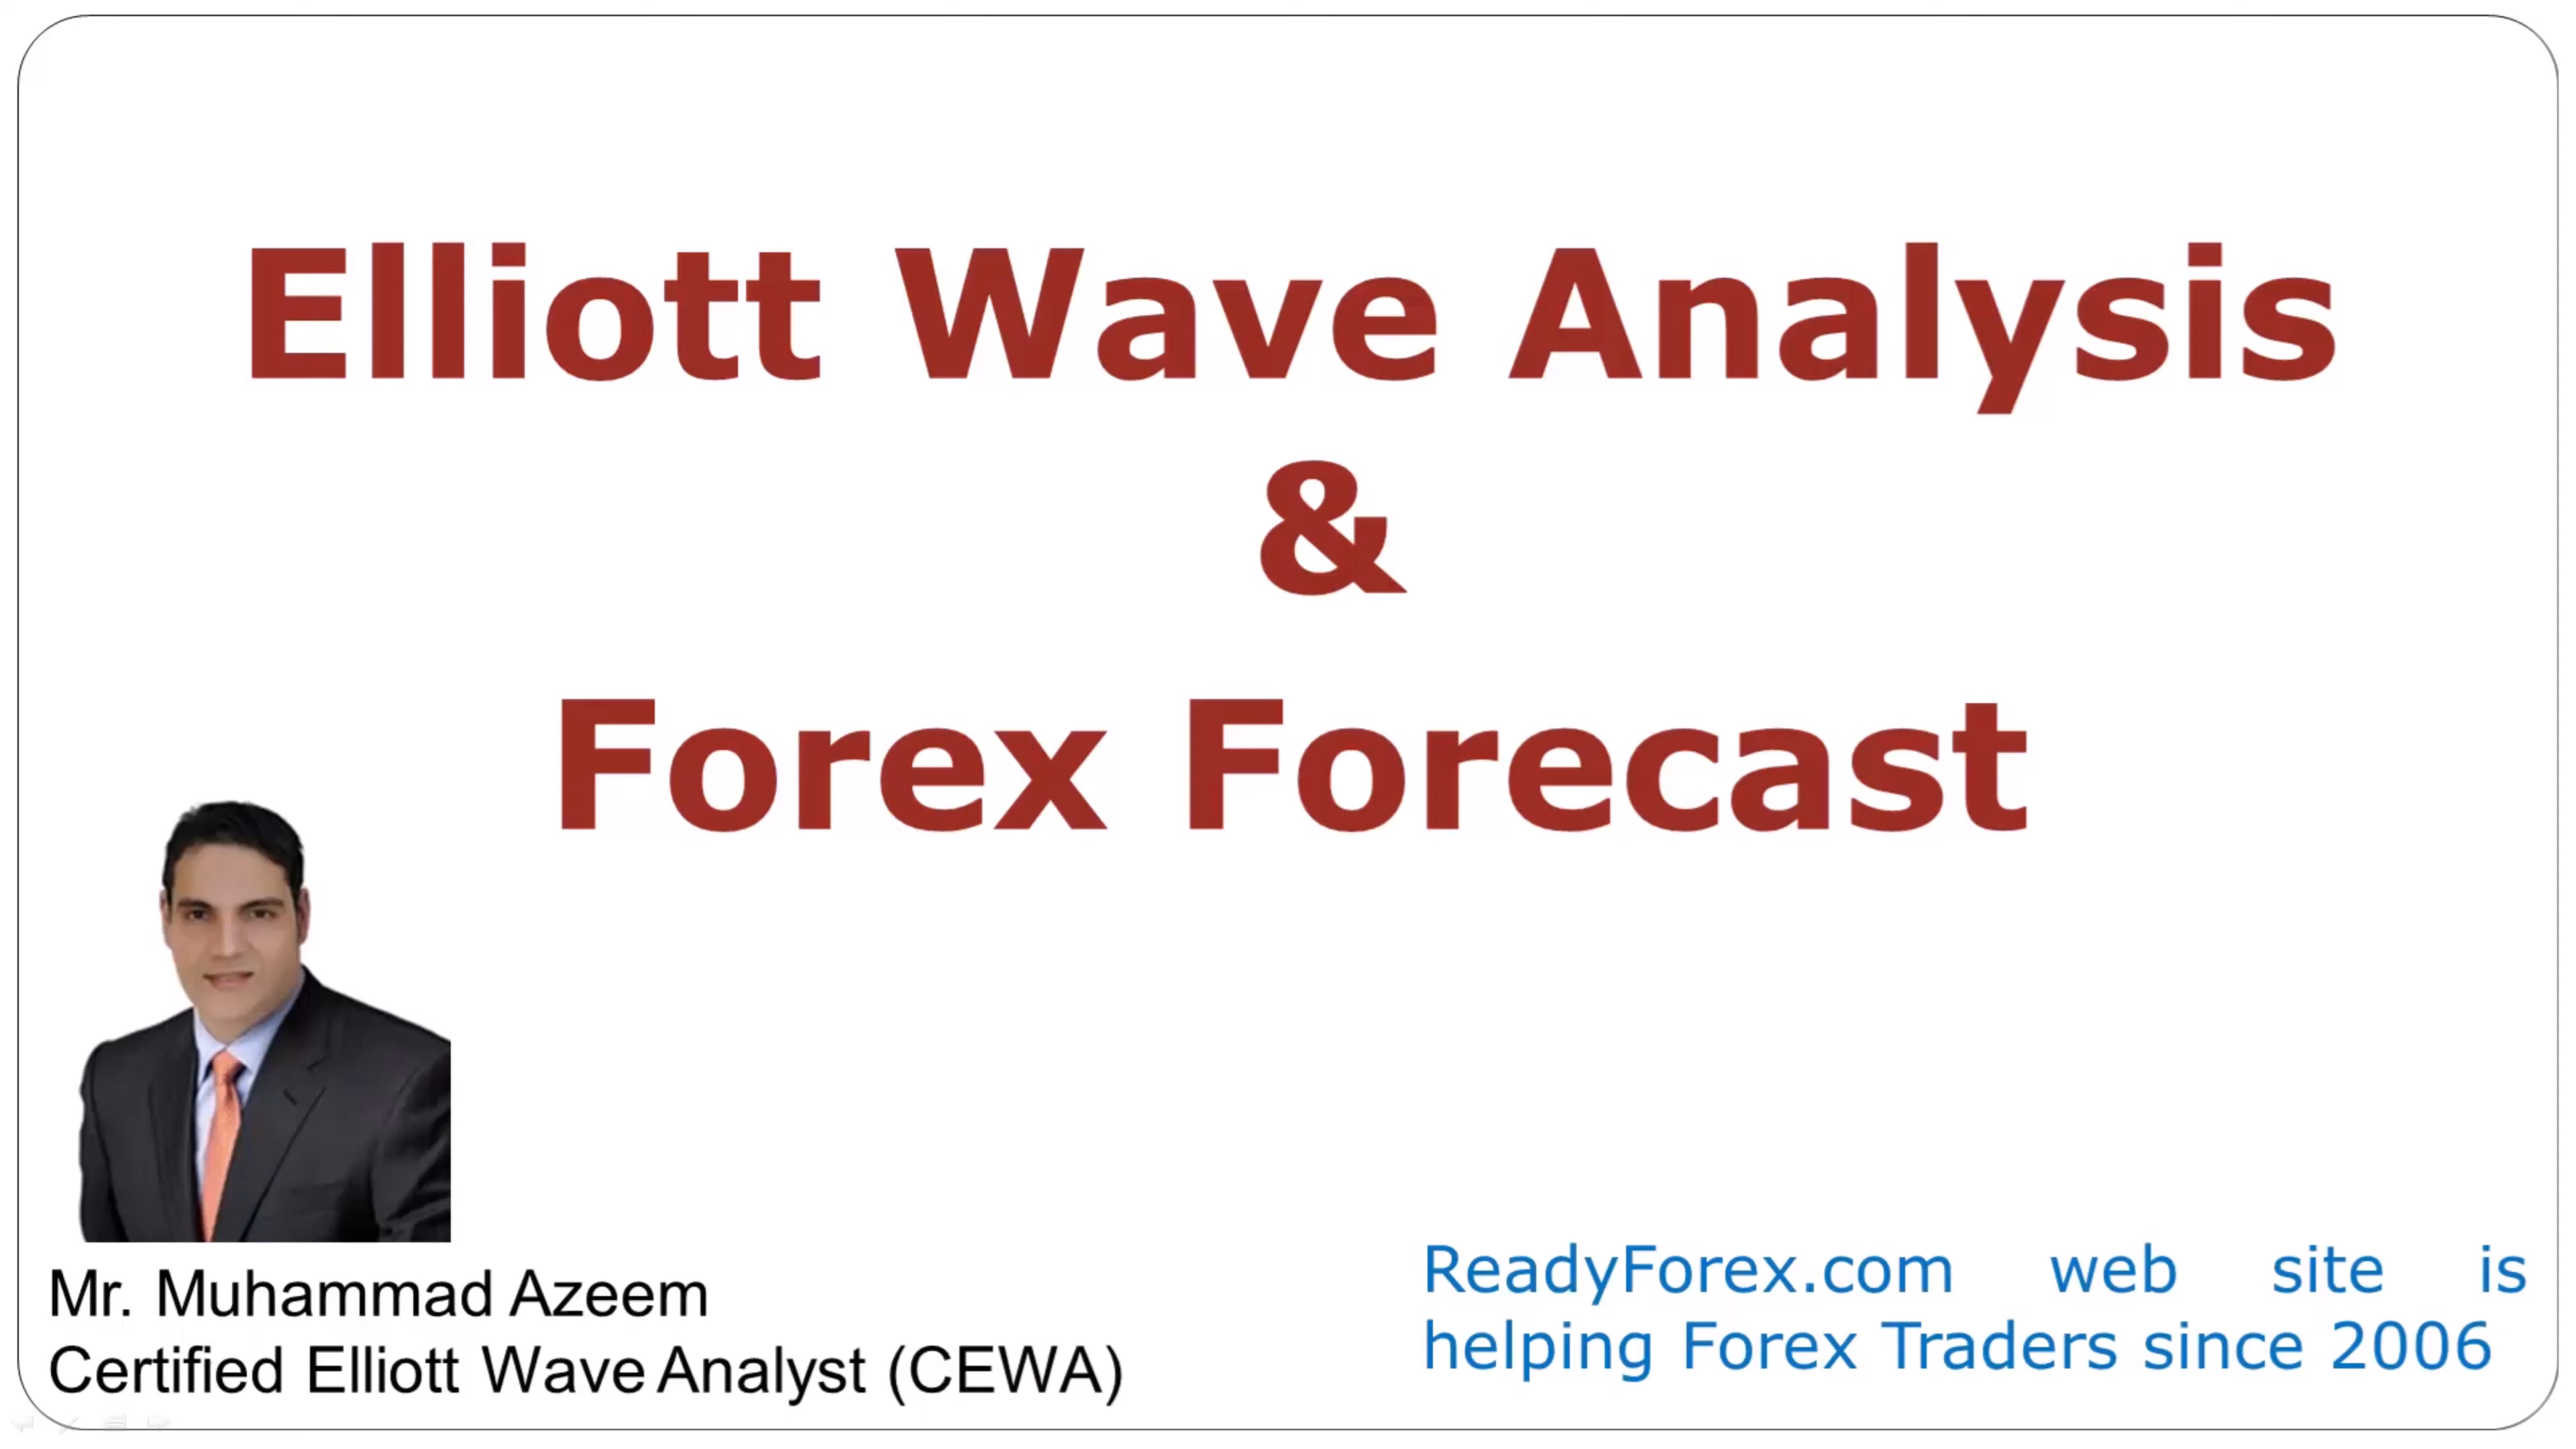 Elliott Wave Analysis
&
Forex Forecast
Mr. Muhammad Azeem
Certified Elliott Wave Analyst (CEWA)
ReadyForex.com web site is
helping Forex Traders since 2006